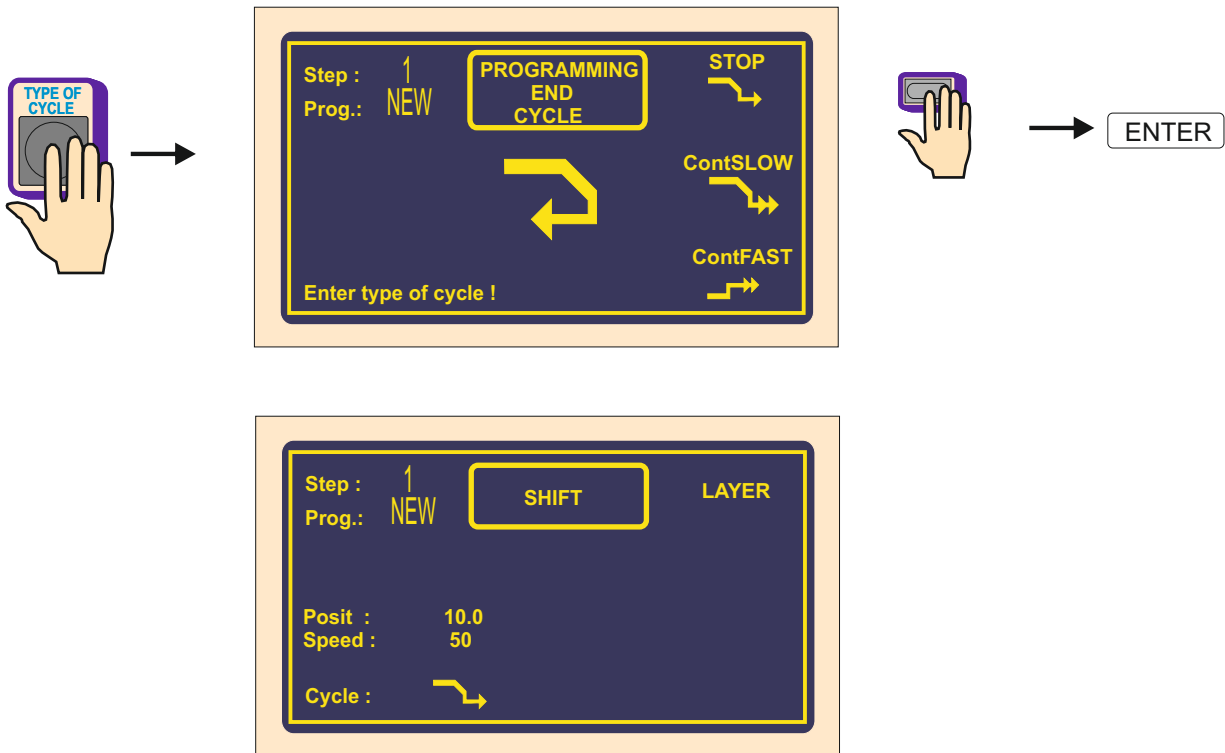 TYPE OF
CYCLE
Step : 1
Prog.: NEW
PROGRAMMING
END
CYCLE
STOP
ContSLOW
ContFAST
Enter type of cycle !
ENTER
Step : 1
Prog.: NEW
SHIFT
LAYER
Posit : 10.0
Speed : 50
Cycle :